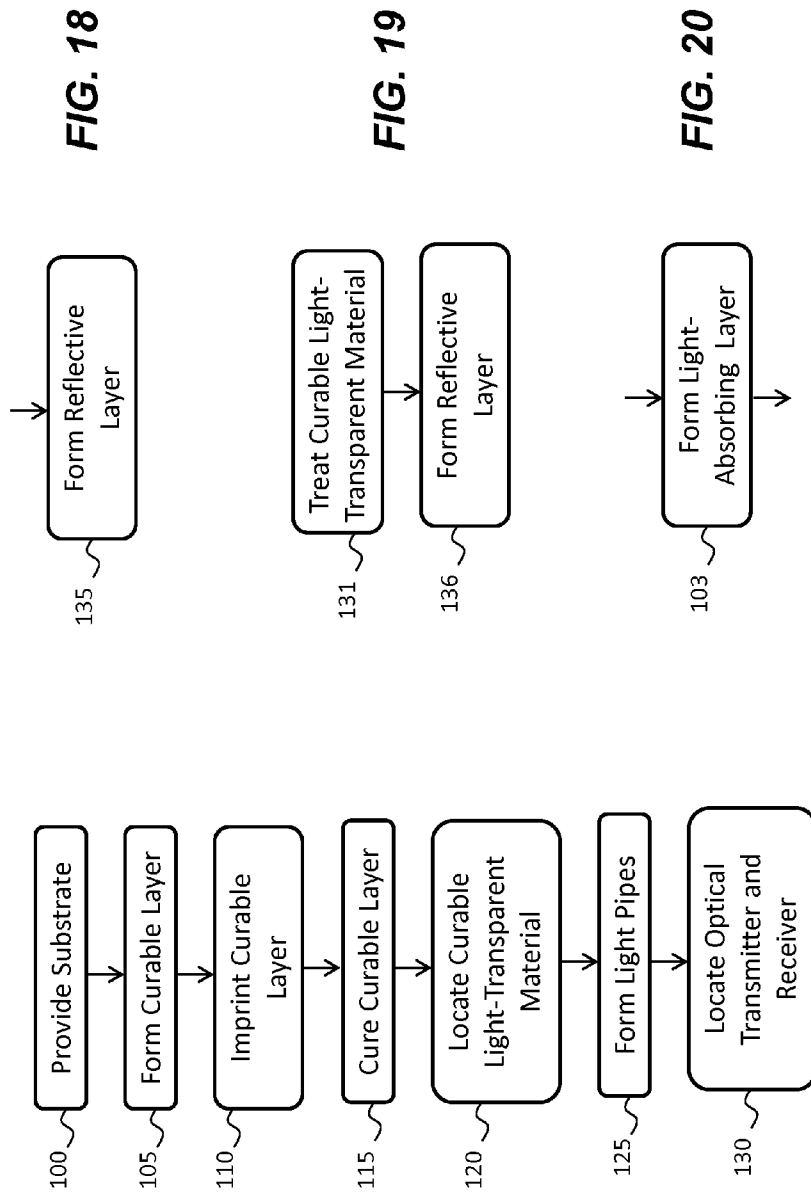 100
Provide Substrate
105
Form Curable Layer
110
Imprint Curable
Layer
115
Cure Curable Layer
120
Locate Curable
Light-Transparent
Material
125
Form Light Pipes
130
Locate Optical
Transmitter and
Receiver
135
Form Reflective
Layer
FIG. 18
131
Treat Curable Light-
Transparent Material
136
Form Reflective
Layer
FIG. 19
103
Form Light-
Absorbing Layer
FIG. 20